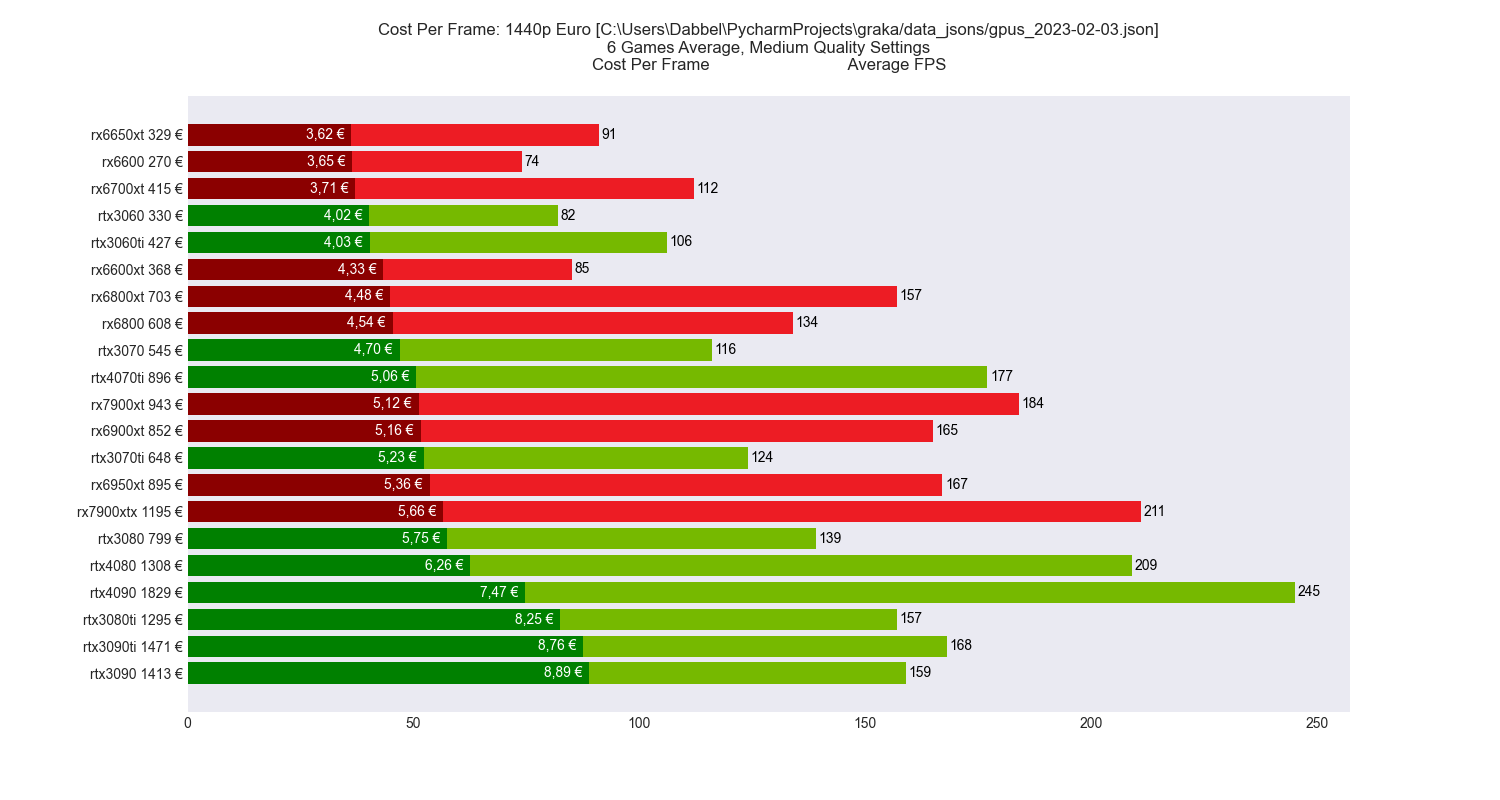 Cost Per Frame: 1440p Euro [C:\Users\Dabbel\PycharmProjects\graka/data_jsons/gpus_2023-02-03.json]
6 Games Average, Medium Quality Settings
Cost Per Frame Average FPS
rx6650xt 329 € 3,62 € 91
rx6600 270 € 3,65 € 74
rx6700xt 415 € 3,71 € 112
rtx3060 330 € 4,02 € 82
rtx3060ti 427 € 4,03 € 106
rx6600xt 368 € 4,33 € 85
rx6800xt 703 € 4,48 € 157
rx6800 608 € 4,54 € 134
rtx3070 545 € 4,70 € 116
rtx4070ti 896 € 5,06 € 177
rx7900xt 943 € 5,12 € 184
rx6900xt 852 € 5,16 € 165
rtx3070ti 648 € 5,23 € 124
rx6950xt 895 € 5,36 € 167
rx7900xtx 1195 € 5,66 € 211
rtx3080 799 € 5,75 € 139
rtx4080 1308 € 6,26 € 209
rtx4090 1829 € 7,47 € 245
rtx3080ti 1295 € 8,25 € 157
rtx3090ti 1471 € 8,76 € 168
rtx3090 1413 € 8,89 € 159
0 50 100 150 200 250